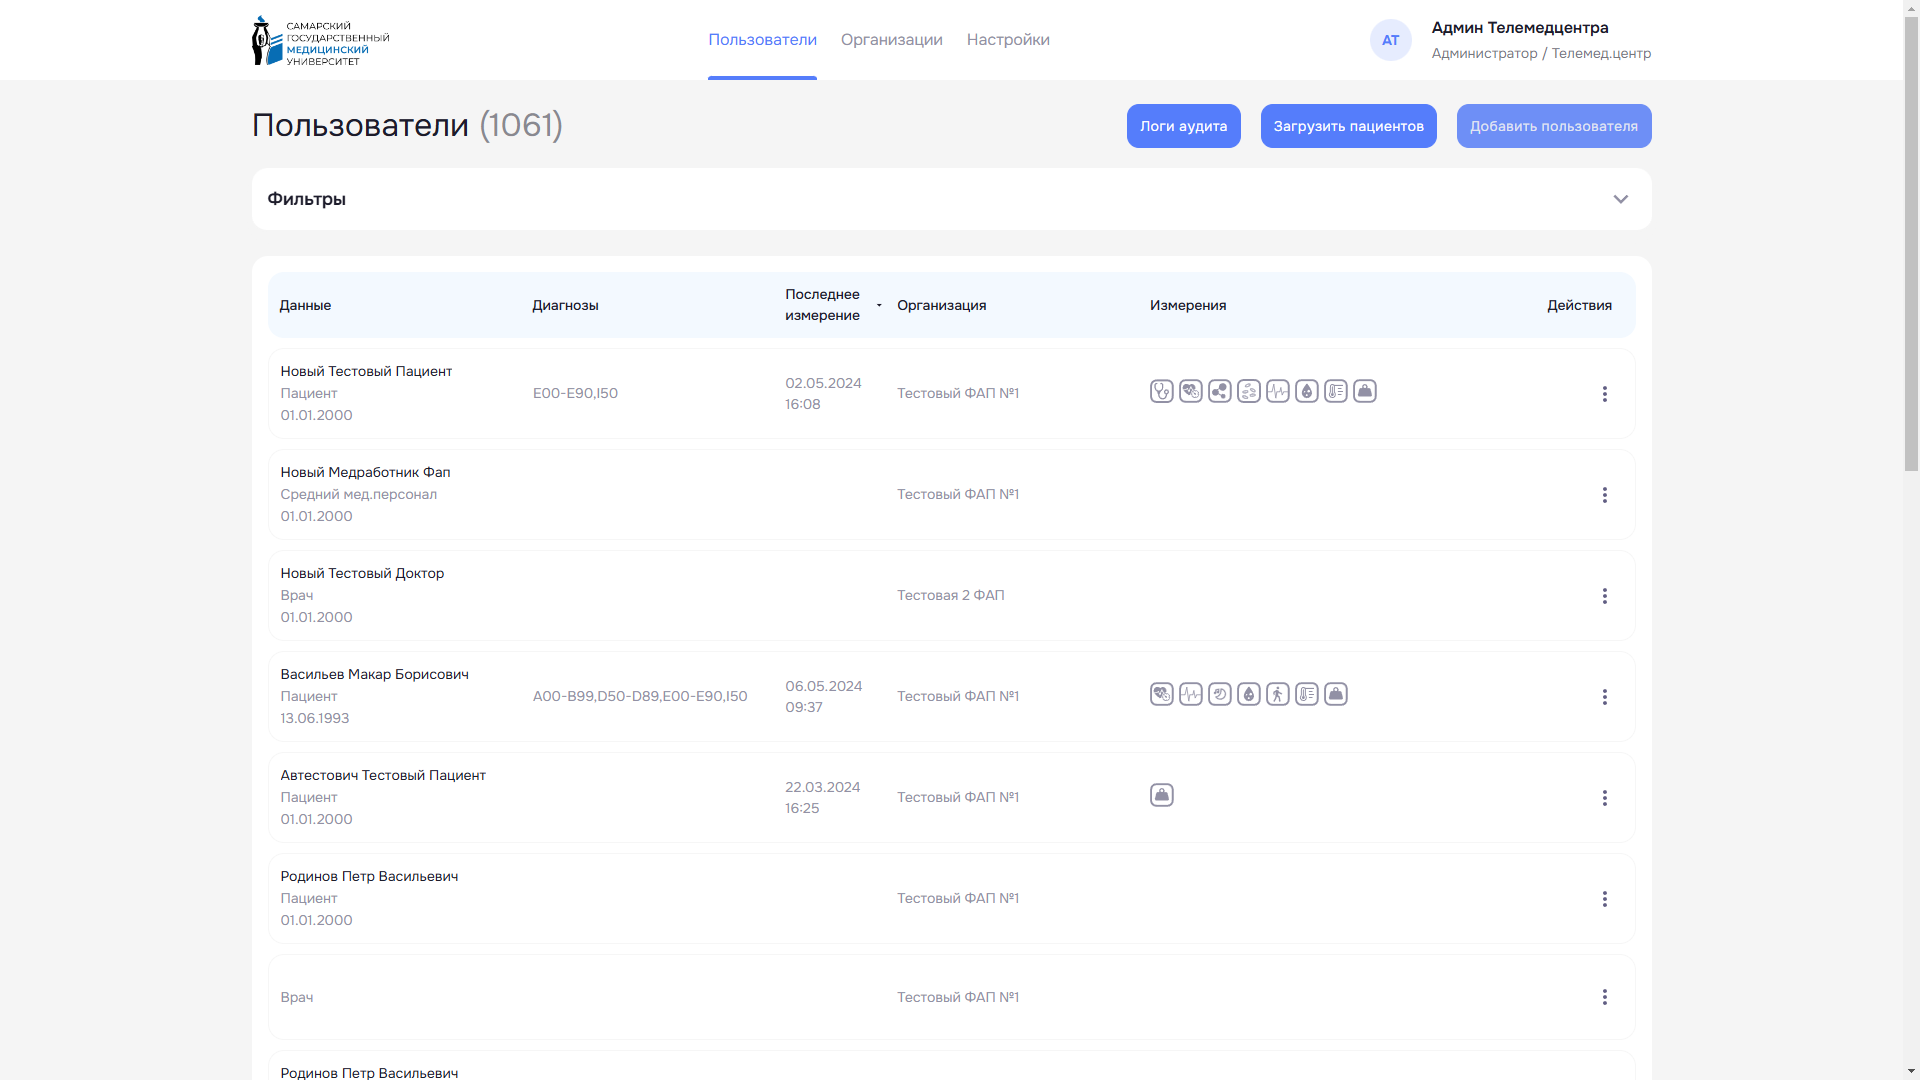 САМАРСКИЙ
ГОСУДАРСТВЕННЫЙ
МЕДИЦИНСКИЙ
УНИВЕРСИТЕТ
Пользователи
Организации
Настройки
АТ
Админ Телемедцентра
Администратор / Телемед.центр
Пользователи (1061)
Логи аудита
Загрузить пациентов
Добавить пользователя
Фильтры
Данные
Диагнозы
Последнее
измерение
Организация
Измерения
Действия
Новый Тестовый Пациент
Пациент
01.01.2000
E00-E90,I50
02.05.2024
16:08
Тестовый ФАП №1
Новый Медработник Фап
Средний мед.персонал
01.01.2000
Тестовый ФАП №1
Новый Тестовый Доктор
Врач
01.01.2000
Тестовая 2 ФАП
Васильев Макар Борисович
Пациент
13.06.1993
A00-B99,D50-D89,E00-E90,I50
06.05.2024
09:37
Тестовый ФАП №1
Автестович Тестовый Пациент
Пациент
01.01.2000
22.03.2024
16:25
Тестовый ФАП №1
Родинов Петр Васильевич
Пациент
01.01.2000
Тестовый ФАП №1
Врач
Тестовый ФАП №1
Родинов Петр Васильевич